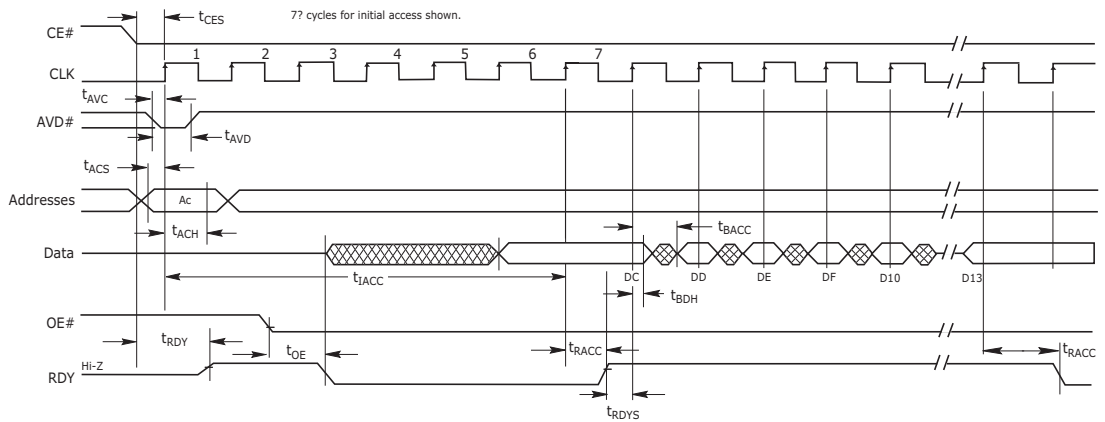 7? cycles for initial access shown.
tCES
CE#
1 2 3 4 5 6 7
CLK
tAVC
AVD#
tAVD
tACS
Addresses
Ac
tACH
tBACC
Data
tIACC
DC DD DE DF D10 D13
tBDH
OE#
tRDY
tOE
tRACC
tRACC
Hi-Z
RDY
tRDYS